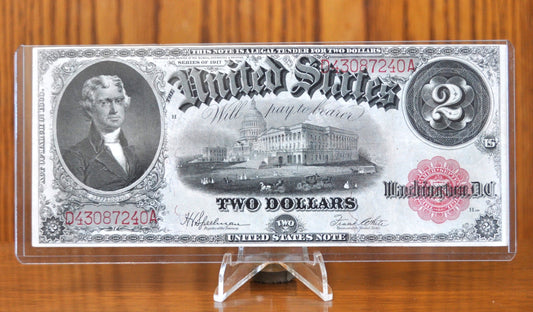 THIS NOTE IS A LEGAL TENDER FOR TWO DOLLARS
SERIES OF 1917
D43087240A
United States
2
Will pay to bearer
Washington, D.C.
D43087240A
TWO DOLLARS
TWO
UNITED STATES NOTE